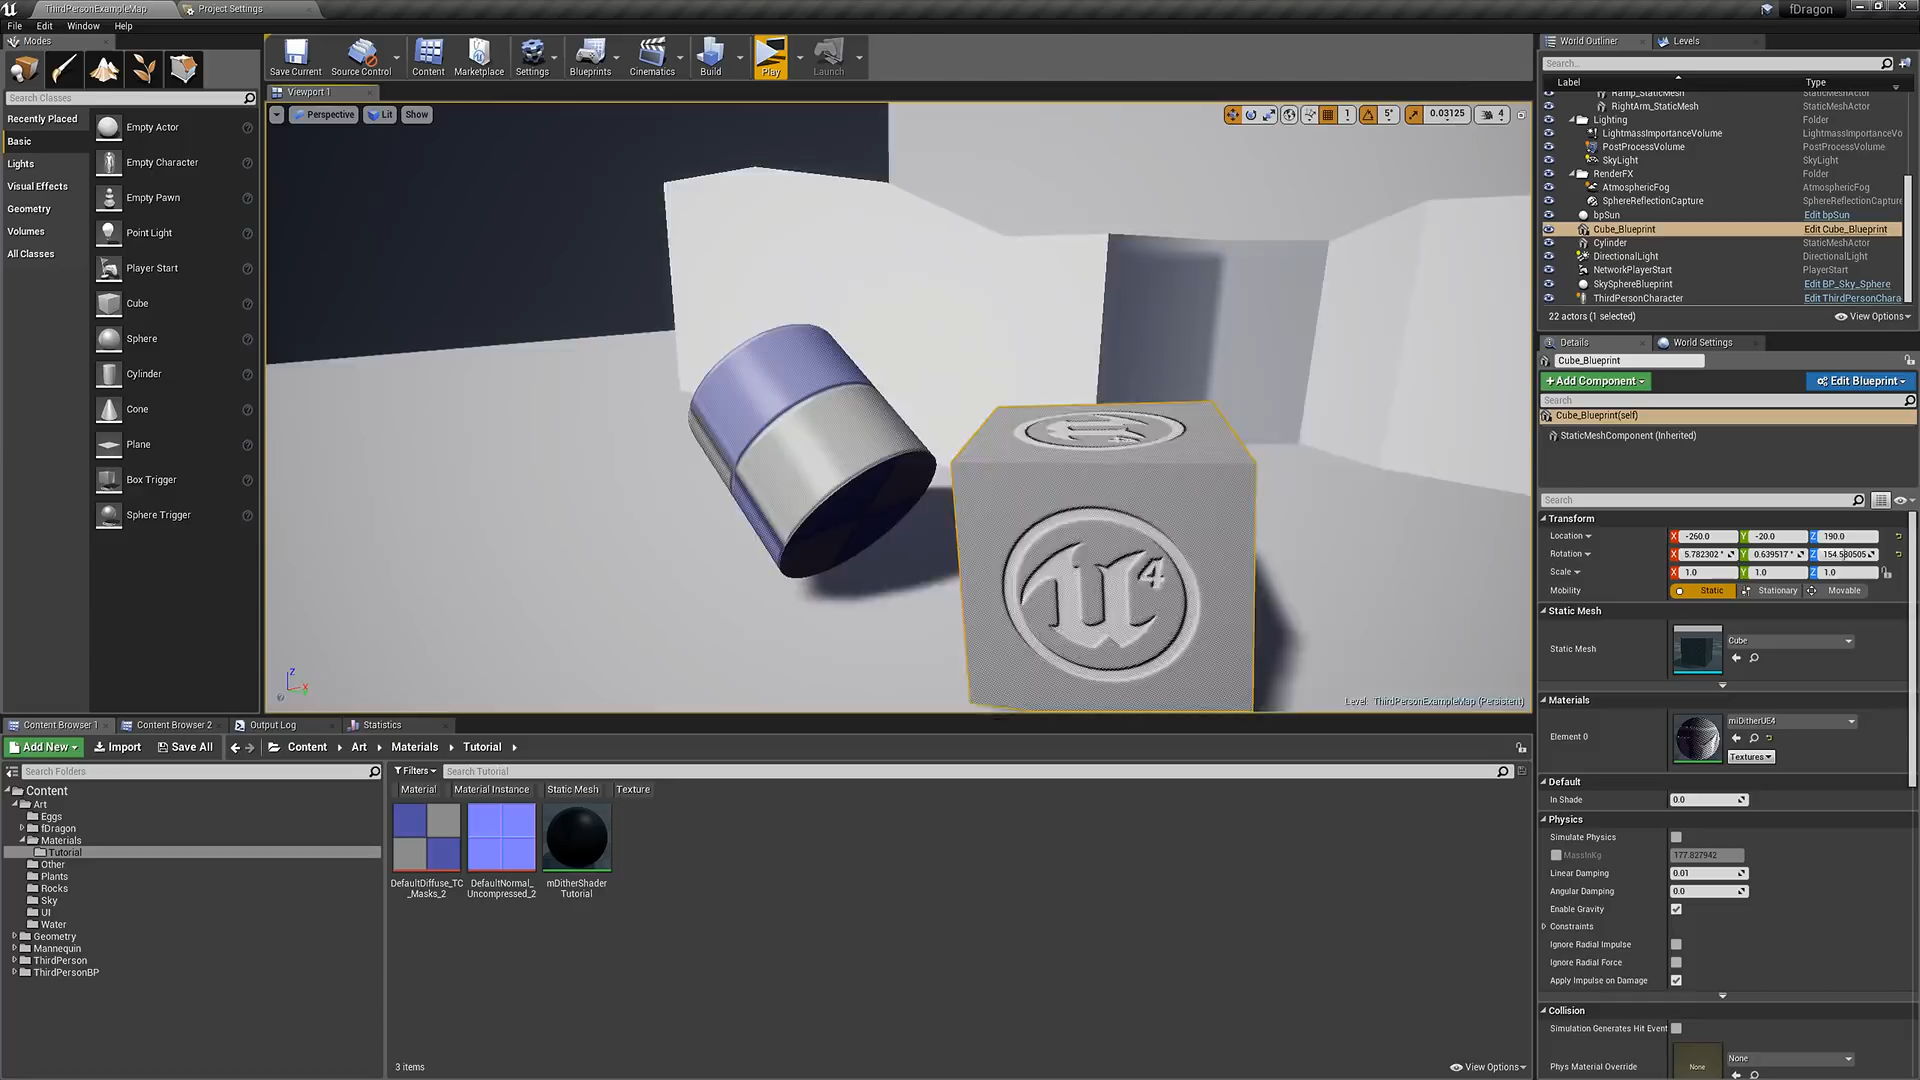 ThirdPersonExampleMap
Project Settings
fDragon
File Edit Window Help
Modes
Search Classes
Recently Placed
Basic
Lights
Visual Effects
Geometry
Volumes
All Classes
Empty Actor
Empty Character
Empty Pawn
Point Light
Player Start
Cube
Sphere
Cylinder
Cone
Plane
Box Trigger
Sphere Trigger
Save Current
Source Control
Content
Marketplace
Settings
Blueprints
Cinematics
Build
Play
Launch
Viewport 1
Perspective Lit Show
1 5° 0.03125 4
4
Level: ThirdPersonExampleMap (Persistent)
World Outliner Levels
Search...
Label Type
Ramp_StaticMesh StaticMeshActor
RightArm_StaticMesh StaticMeshActor
Lighting Folder
LightmassImportanceVolume LightmassImportanceVo
PostProcessVolume PostProcessVolume
SkyLight SkyLight
RenderFX Folder
AtmosphericFog AtmosphericFog
SphereReflectionCapture SphereReflectionCapture
bpSun Edit bpSun
Cube_Blueprint Edit Cube_Blueprint
Cylinder StaticMeshActor
DirectionalLight DirectionalLight
NetworkPlayerStart PlayerStart
SkySphereBlueprint Edit BP_Sky_Sphere
ThirdPersonCharacter Edit ThirdPersonChara
22 actors (1 selected) View Options
Details World Settings
Cube_Blueprint
+Add Component Edit Blueprint
Search
Cube_Blueprint(self)
StaticMeshComponent (Inherited)
Search
Transform
Location X -260.0 Y -20.0 Z 190.0
Rotation X 5.782302 ° Y 0.639517 ° Z 154.580505
Scale X 1.0 Y 1.0 Z 1.0
Mobility Static Stationary Movable
Static Mesh
Static Mesh Cube
Materials
Element 0 miDitherUE4
Textures
Default
In Shade 0.0
Physics
Simulate Physics
MassInKg 177.827942
Linear Damping 0.01
Angular Damping 0.0
Enable Gravity
Constraints
Ignore Radial Impulse
Ignore Radial Force
Apply Impulse on Damage
Collision
Simulation Generates Hit Event
Phys Material Override None None
Content Browser 1 Content Browser 2 Output Log Statistics
Add New Import Save All Content Art Materials Tutorial
Search Folders
Content
Art
Eggs
fDragon
Materials
Tutorial
Other
Plants
Rocks
Sky
UI
Water
Geometry
Mannequin
ThirdPerson
ThirdPersonBP
Filters Search Tutorial
Material Material Instance Static Mesh Texture
DefaultDiffuse_TC
_Masks_2
DefaultNormal_
Uncompressed_2
mDitherShader
Tutorial
3 items View Options